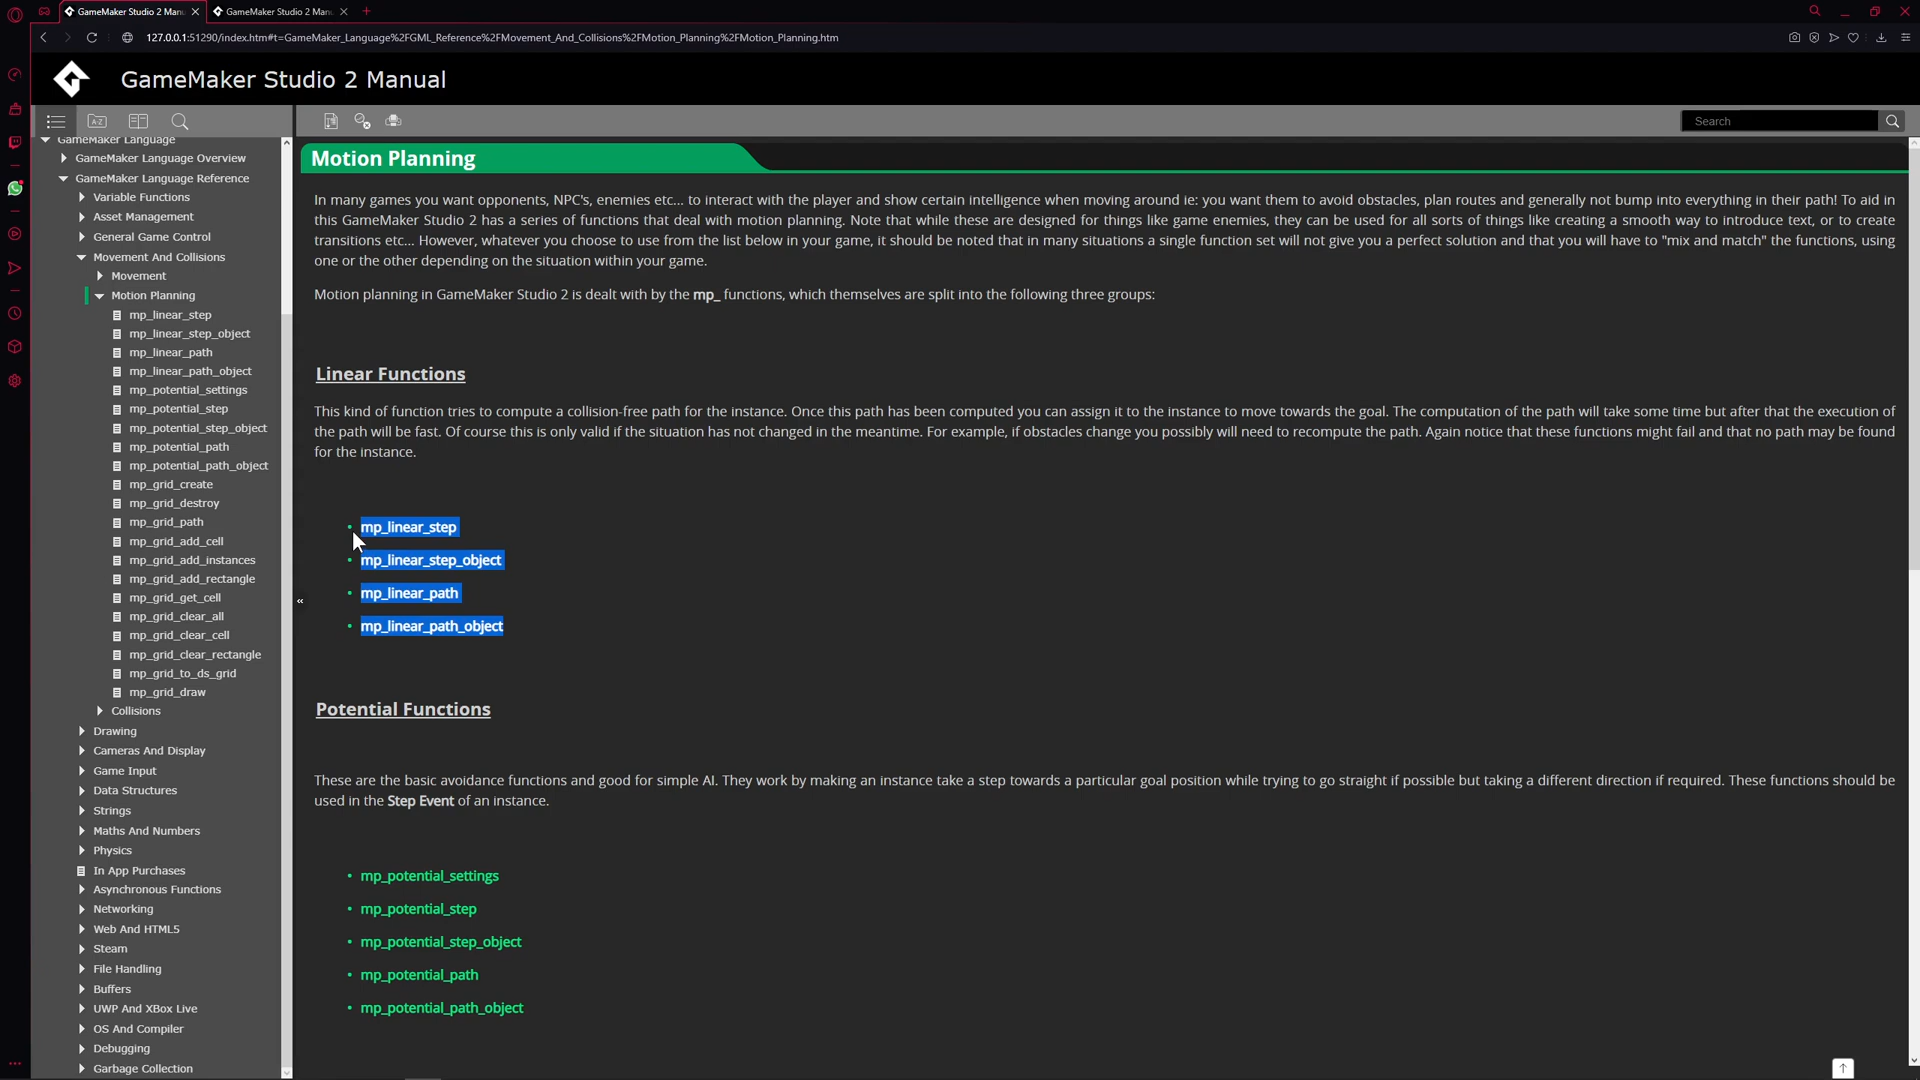 GameMaker Studio 2 Manu
GameMaker Studio 2 Manu
127.0.0.1:51290/index.htm#t=GameMaker_Language%2FGML_Reference%2FMovement_And_Collisions%2FMotion_Planning%2FMotion_Planning.htm
GameMaker Studio 2 Manual
A-Z
Search
GameMaker Language
GameMaker Language Overview
GameMaker Language Reference
Variable Functions
Asset Management
General Game Control
Movement And Collisions
Movement
Motion Planning
mp_linear_step
mp_linear_step_object
mp_linear_path
mp_linear_path_object
mp_potential_settings
mp_potential_step
mp_potential_step_object
mp_potential_path
mp_potential_path_object
mp_grid_create
mp_grid_destroy
mp_grid_path
mp_grid_add_cell
mp_grid_add_instances
mp_grid_add_rectangle
mp_grid_get_cell
mp_grid_clear_all
mp_grid_clear_cell
mp_grid_clear_rectangle
mp_grid_to_ds_grid
mp_grid_draw
Collisions
Drawing
Cameras And Display
Game Input
Data Structures
Strings
Maths And Numbers
Physics
In App Purchases
Asynchronous Functions
Networking
Web And HTML5
Steam
File Handling
Buffers
UWP And XBox Live
OS And Compiler
Debugging
Garbage Collection
Motion Planning
In many games you want opponents, NPC's, enemies etc... to interact with the player and show certain intelligence when moving around ie: you want them to avoid obstacles, plan routes and generally not bump into everything in their path! To aid in
this GameMaker Studio 2 has a series of functions that deal with motion planning. Note that while these are designed for things like game enemies, they can be used for all sorts of things like creating a smooth way to introduce text, or to create
transitions etc... However, whatever you choose to use from the list below in your game, it should be noted that in many situations a single function set will not give you a perfect solution and that you will have to "mix and match" the functions, using
one or the other depending on the situation within your game.
Motion planning in GameMaker Studio 2 is dealt with by the mp_ functions, which themselves are split into the following three groups:
Linear Functions
This kind of function tries to compute a collision-free path for the instance. Once this path has been computed you can assign it to the instance to move towards the goal. The computation of the path will take some time but after that the execution of
the path will be fast. Of course this is only valid if the situation has not changed in the meantime. For example, if obstacles change you possibly will need to recompute the path. Again notice that these functions might fail and that no path may be found
for the instance.
• mp_linear_step
• mp_linear_step_object
• mp_linear_path
• mp_linear_path_object
Potential Functions
These are the basic avoidance functions and good for simple AI. They work by making an instance take a step towards a particular goal position while trying to go straight if possible but taking a different direction if required. These functions should be
used in the Step Event of an instance.
• mp_potential_settings
• mp_potential_step
• mp_potential_step_object
• mp_potential_path
• mp_potential_path_object